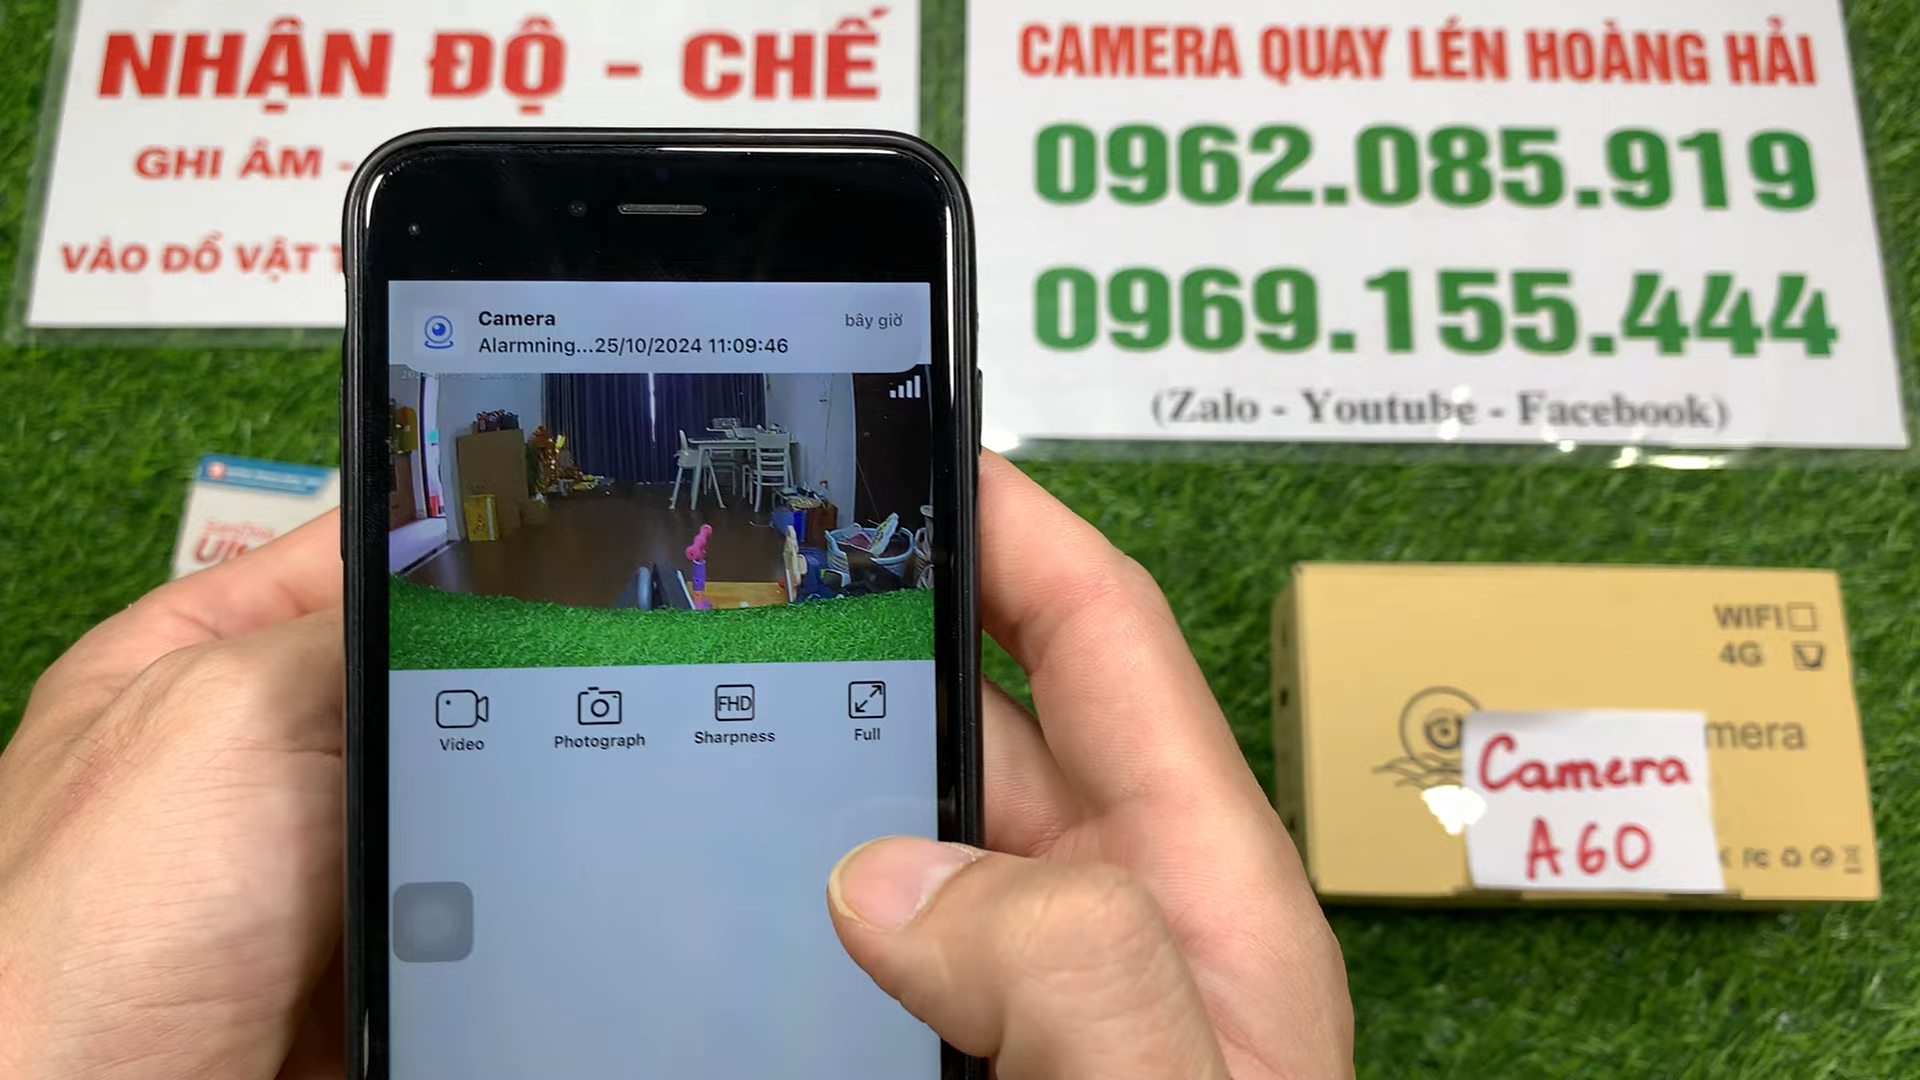 NHẬN ĐỘ - CHẾ
GHI ÂM -
VÀO ĐỒ VẬT
CAMERA QUAY LÉN HOÀNG HẢI
0962.085.919
0969.155.444
(Zalo - Youtube - Facebook)
Camera
bây giờ
Alarmning...25/10/2024 11:09:46
Video
Photograph
FHD
Sharpness
Full
WIFI
4G
mera
Camera
A60
FC